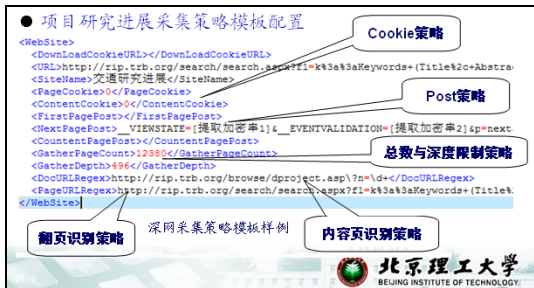 ● 项目研究进展采集策略模板配置
Cookie策略
<WebSite>
<DownLoadCookieURL></DownLoadCookieURL>
<URL>http://rip.trb.org/search/search.aspx?f1=k%3a%3aKeywords+(Title%2c+Abstrac
<SiteName>交通研究进展</SiteName>
<PageCookie>0</PageCookie>
Post策略
<ContentCookie>0</ContentCookie>
<FirstPagePost></FirstPagePost>
<NextPagePost>__VIEWSTATE=[提取加密串1]&__EVENTVALIDATION=[提取加密串2]&p=next
<CountentPagePost></CountentPagePost>
总数与深度限制策略
<GatherPageCount>12380</GatherPageCount>
<GatherDepth>496</GatherDepth>
<DocURLRegex>http://rip.trb.org/browse/dproject.asp\?n=\d+</DocURLRegex>
<PageURLRegex>http://rip.trb.org/search/search.aspx?f1=k%3a%3aKeywords+(Title%2
</WebSite>
翻页识别策略
深网采集策略模板样例
内容页识别策略
北京理工大学
BEIJING INSTITUTE OF TECHNOLOGY